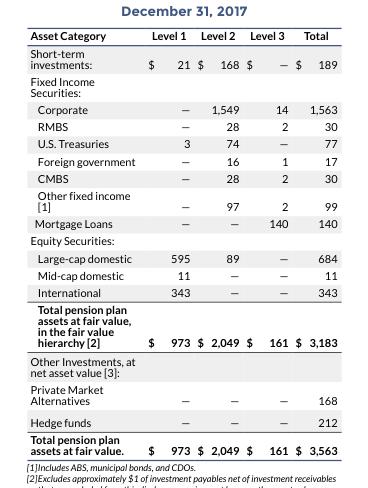 December 31, 2017
Asset Category Level 1 Level 2 Level 3 Total
Short-term
investments: $ 21 $ 168 $ — $ 189
Fixed Income
Securities:
Corporate — 1,549 14 1,563
RMBS — 28 2 30
U.S. Treasuries 3 74 — 77
Foreign government — 16 1 17
CMBS — 28 2 30
Other fixed income
[1] — 97 2 99
Mortgage Loans — — 140 140
Equity Securities:
Large-cap domestic 595 89 — 684
Mid-cap domestic 11 — — 11
International 343 — — 343
Total pension plan
assets at fair value,
in the fair value
hierarchy [2] $ 973 $ 2,049 $ 161 $ 3,183
Other Investments, at
net asset value [3]:
Private Market
Alternatives — — — 168
Hedge funds — — — 212
Total pension plan
assets at fair value. $ 973 $ 2,049 $ 161 $ 3,563
[1]Includes ABS, municipal bonds, and CDOs.
[2]Excludes approximately $1 of investment payables net of investment receivables